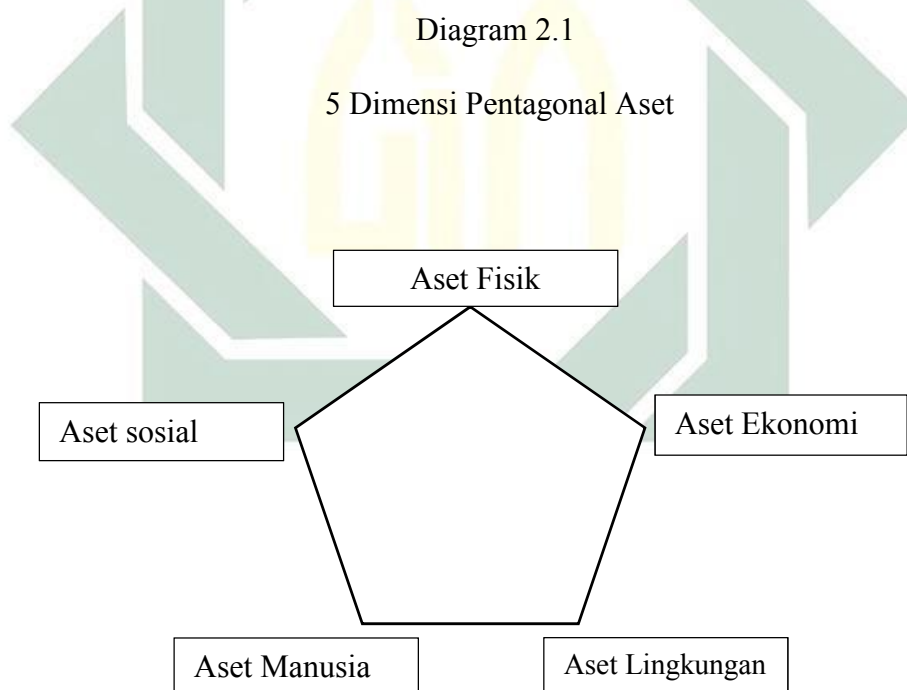 Diagram 2.1
5 Dimensi Pentagonal Aset
Aset Fisik
Aset sosial
Aset Ekonomi
Aset Manusia
Aset Lingkungan